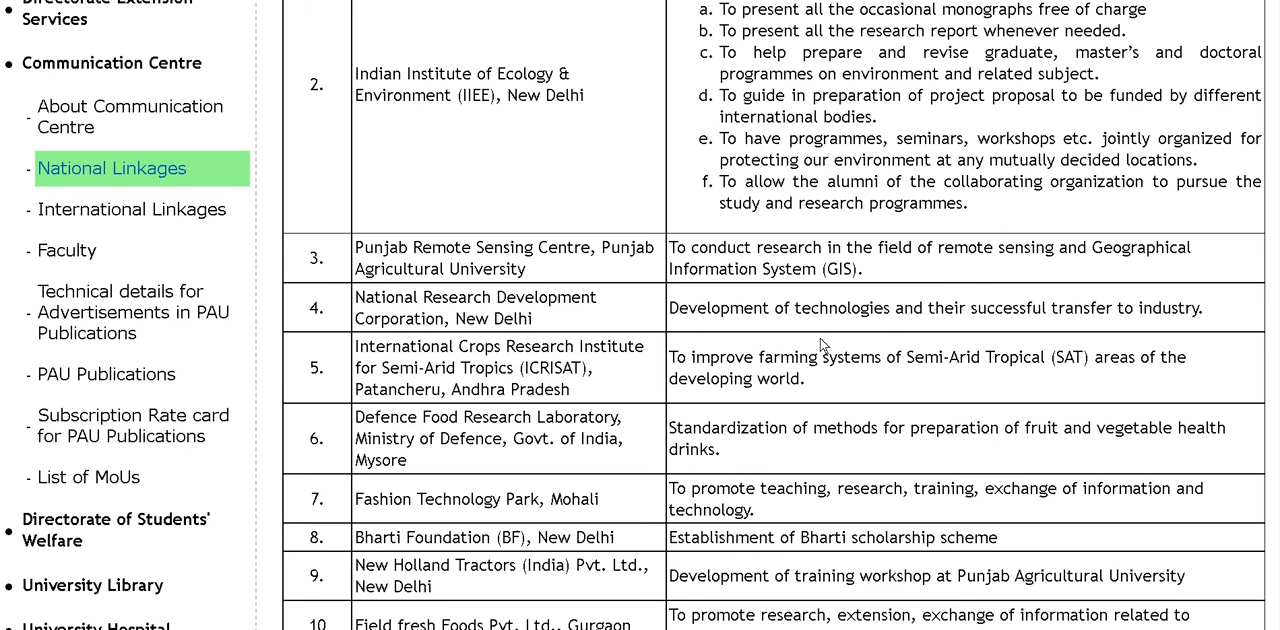 Directorate Extension
Services
Communication Centre
About Communication
Centre
National Linkages
International Linkages
Faculty
Technical details for
Advertisements in PAU
Publications
PAU Publications
Subscription Rate card
for PAU Publications
List of MoUs
Directorate of Students'
Welfare
University Library
University Hospital
2.
Indian Institute of Ecology &
Environment (IIEE), New Delhi
a. To present all the occasional monographs free of charge
b. To present all the research report whenever needed.
c. To help prepare and revise graduate, master’s and doctoral
programmes on environment and related subject.
d. To guide in preparation of project proposal to be funded by different
international bodies.
e. To have programmes, seminars, workshops etc. jointly organized for
protecting our environment at any mutually decided locations.
f. To allow the alumni of the collaborating organization to pursue the
study and research programmes.
3.
Punjab Remote Sensing Centre, Punjab
Agricultural University
To conduct research in the field of remote sensing and Geographical
Information System (GIS).
4.
National Research Development
Corporation, New Delhi
Development of technologies and their successful transfer to industry.
5.
International Crops Research Institute
for Semi-Arid Tropics (ICRISAT),
Patancheru, Andhra Pradesh
To improve farming systems of Semi-Arid Tropical (SAT) areas of the
developing world.
6.
Defence Food Research Laboratory,
Ministry of Defence, Govt. of India,
Mysore
Standardization of methods for preparation of fruit and vegetable health
drinks.
7.
Fashion Technology Park, Mohali
To promote teaching, research, training, exchange of information and
technology.
8.
Bharti Foundation (BF), New Delhi
Establishment of Bharti scholarship scheme
9.
New Holland Tractors (India) Pvt. Ltd.,
New Delhi
Development of training workshop at Punjab Agricultural University
10
Field fresh Foods Pvt. Ltd., Gurgaon
To promote research, extension, exchange of information related to